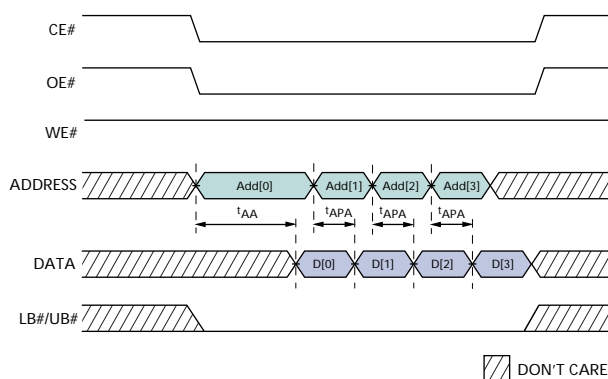 CE#
OE#
WE#
ADDRESS Add[0] Add[1] Add[2] Add[3]
tAA tAPA tAPA tAPA
DATA D[0] D[1] D[2] D[3]
LB#/UB#
DON'T CARE